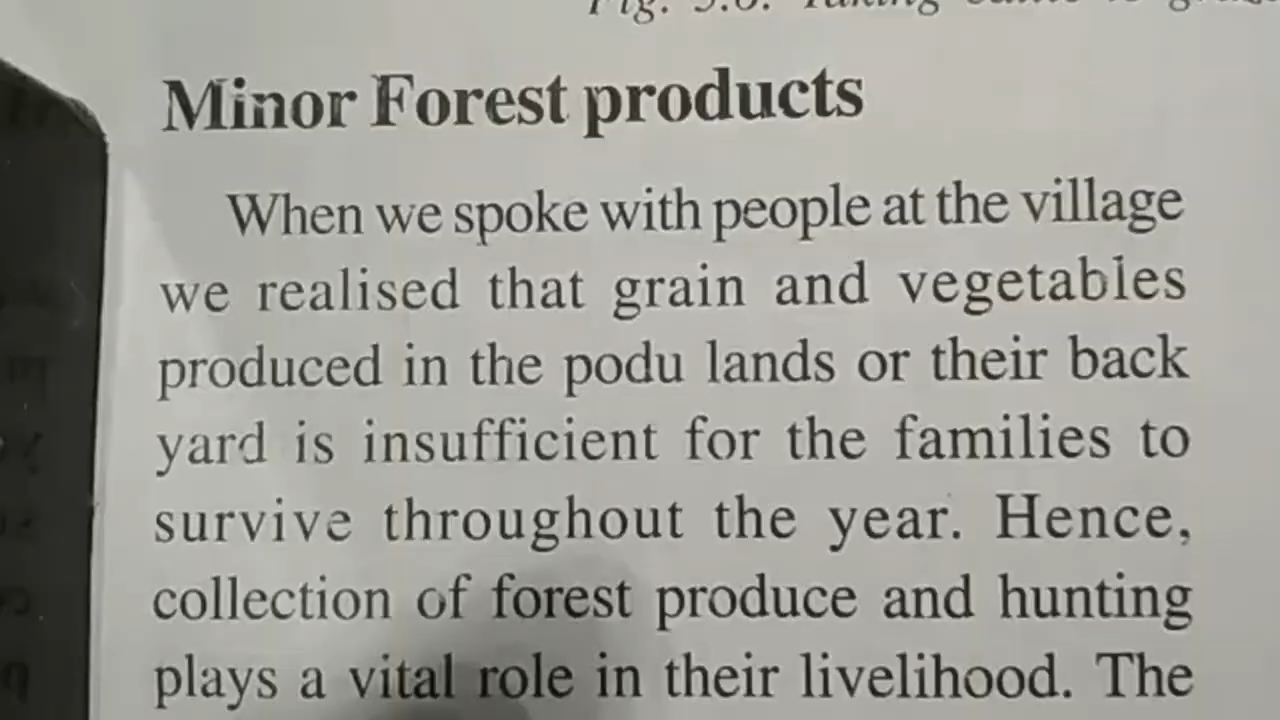 Minor Forest products
When we spoke with people at the village
we realised that grain and vegetables
produced in the podu lands or their back
yard is insufficient for the families to
survive throughout the year. Hence,
collection of forest produce and hunting
plays a vital role in their livelihood. The